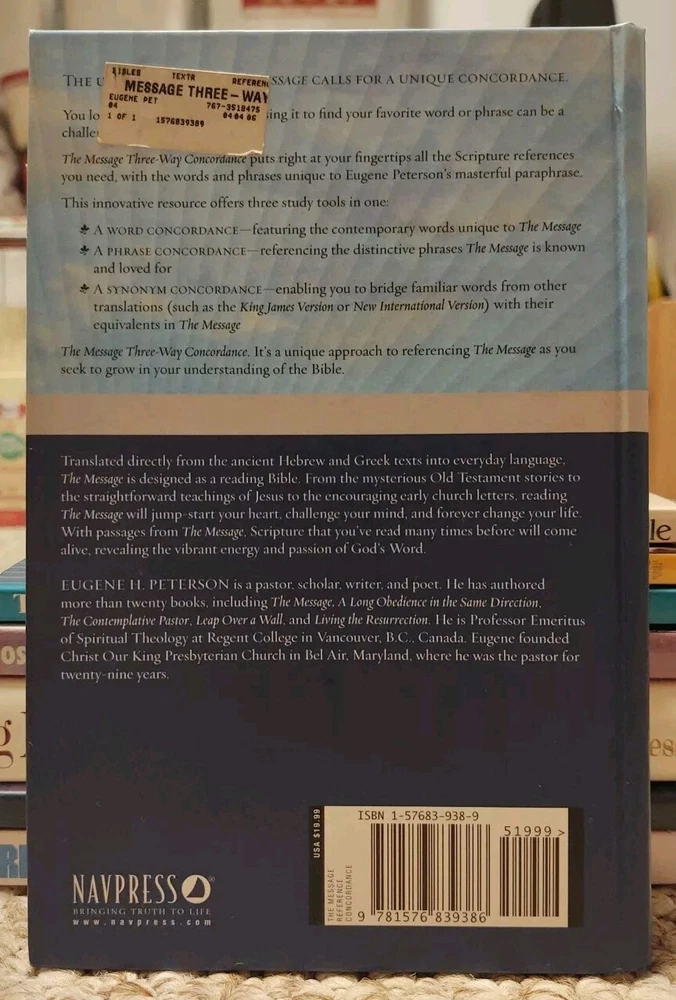 THE U
SSAGE CALLS FOR A UNIQUE CONCORDANCE.
BIBLES TEXTR REFEREN
MESSAGE THREE-WAY
EUGENE PET 767-3518475
04 04 04 06
1 OF 1 1576839389
You lo
sing it to find your favorite word or phrase can be a
challen
The Message Three-Way Concordance puts right at your fingertips all the Scripture references
you need, with the words and phrases unique to Eugene Peterson's masterful paraphrase.
This innovative resource offers three study tools in one:
A WORD CONCORDANCE—featuring the contemporary words unique to The Message
A PHRASE CONCORDANCE—referencing the distinctive phrases The Message is known
and loved for
A SYNONYM CONCORDANCE—enabling you to bridge familiar words from other
translations (such as the King James Version or New International Version) with their
equivalents in The Message
The Message Three-Way Concordance. It's a unique approach to referencing The Message as you
seek to grow in your understanding of the Bible.
Translated directly from the ancient Hebrew and Greek texts into everyday language,
The Message is designed as a reading Bible. From the mysterious Old Testament stories to
the straightforward teachings of Jesus to the encouraging early church letters, reading
The Message will jump-start your heart, challenge your mind, and forever change your life.
With passages from The Message, Scripture that you've read many times before will come
alive, revealing the vibrant energy and passion of God's Word.
EUGENE H. PETERSON is a pastor, scholar, writer, and poet. He has authored
more than twenty books, including The Message, A Long Obedience in the Same Direction,
The Contemplative Pastor, Leap Over a Wall, and Living the Resurrection. He is Professor Emeritus
of Spiritual Theology at Regent College in Vancouver, B.C., Canada. Eugene founded
Christ Our King Presbyterian Church in Bel Air, Maryland, where he was the pastor for
twenty-nine years.
NAVPRESS®
BRINGING TRUTH TO LIFE
www.navpress.com
USA $19.99
THE MESSAGE
REFERENCE
CONCORDANCE
ISBN 1-57683-938-9
51999 >
9 781576 839386